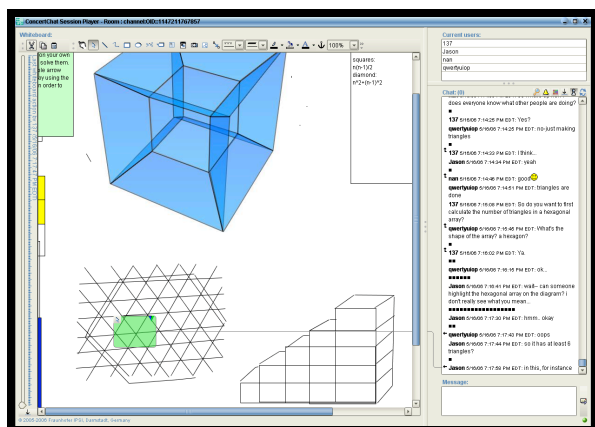 ConcertChat Session Player - Room : channelOID=1147211767857
Whiteboard:
100%
on your own
solve them.
ble arrow
by using the
n order to
squares:
n(n-1)/2
diamond:
n^2+(n-1)^2
Current users:
137
Jason
nan
qwertyuiop
Chat: (0)
does everyone know what other people are doing?
137 5/16/06 7:14:25 PM EDT: Yes?
qwertyuiop 5/16/06 7:14:25 PM EDT: no-just making
triangles
137 5/16/06 7:14:33 PM EDT: I think...
Jason 5/16/06 7:14:34 PM EDT: yeah
nan 5/16/06 7:14:46 PM EDT: good
qwertyuiop 5/16/06 7:14:51 PM EDT: triangles are
done
137 5/16/06 7:15:08 PM EDT: So do you want to first
calculate the number of triangles in a hexagonal
array?
qwertyuiop 5/16/06 7:15:45 PM EDT: What's the
shape of the array? a hexagon?
137 5/16/06 7:16:02 PM EDT: Ya.
qwertyuiop 5/16/06 7:16:15 PM EDT: ok...
Jason 5/16/06 7:16:41 PM EDT: wait-- can someone
highlight the hexagonal array on the diagram? i
don't really see what you mean...
Jason 5/16/06 7:17:30 PM EDT: hmm.. okay
qwertyuiop 5/16/06 7:17:43 PM EDT: oops
Jason 5/16/06 7:17:44 PM EDT: so it has at least 6
triangles?
Jason 5/16/06 7:17:58 PM EDT: in this, for instance
Message:
© 2005-2006 Fraunhofer IPSI, Darmstadt, Germany